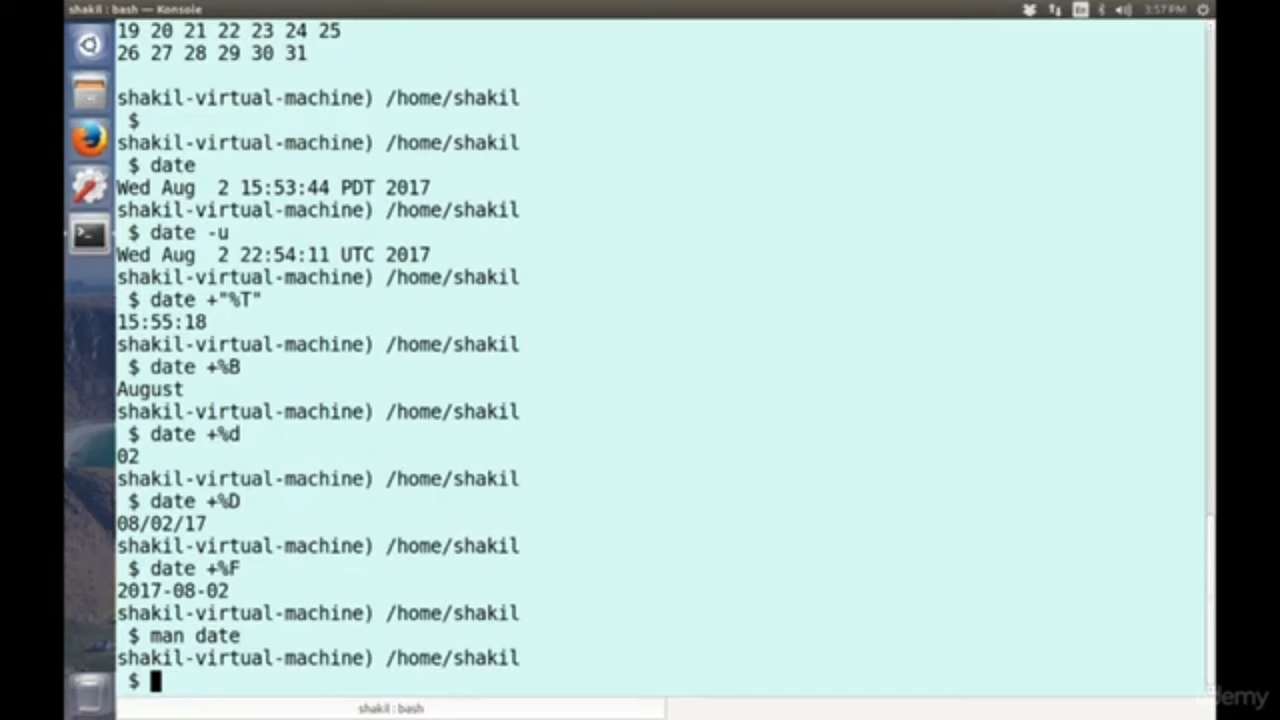 shakil : bash — Konsole
En
3:57 PM
19 20 21 22 23 24 25
26 27 28 29 30 31
shakil-virtual-machine) /home/shakil
$
shakil-virtual-machine) /home/shakil
$ date
Wed Aug  2 15:53:44 PDT 2017
shakil-virtual-machine) /home/shakil
$ date -u
Wed Aug  2 22:54:11 UTC 2017
shakil-virtual-machine) /home/shakil
$ date +"%T"
15:55:18
shakil-virtual-machine) /home/shakil
$ date +%B
August
shakil-virtual-machine) /home/shakil
$ date +%d
02
shakil-virtual-machine) /home/shakil
$ date +%D
08/02/17
shakil-virtual-machine) /home/shakil
$ date +%F
2017-08-02
shakil-virtual-machine) /home/shakil
$ man date
shakil-virtual-machine) /home/shakil
$
shakil : bash
udemy